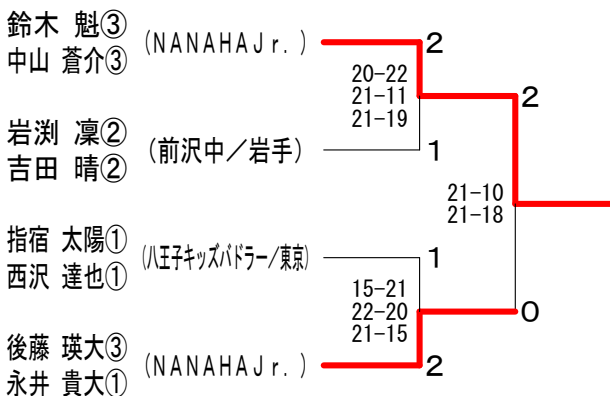 鈴木 魁③
中山 蒼介③
(NANAHAJr.)
2
20-22
21-11
21-19
2
岩渕 凜②
吉田 晴②
(前沢中／岩手)
1
21-10
21-18
指宿 太陽①
西沢 達也①
(八王子キッズバドラー/東京)
1
15-21
22-20
21-15
0
後藤 瑛大③
永井 貴大①
(NANAHAJr.)
2